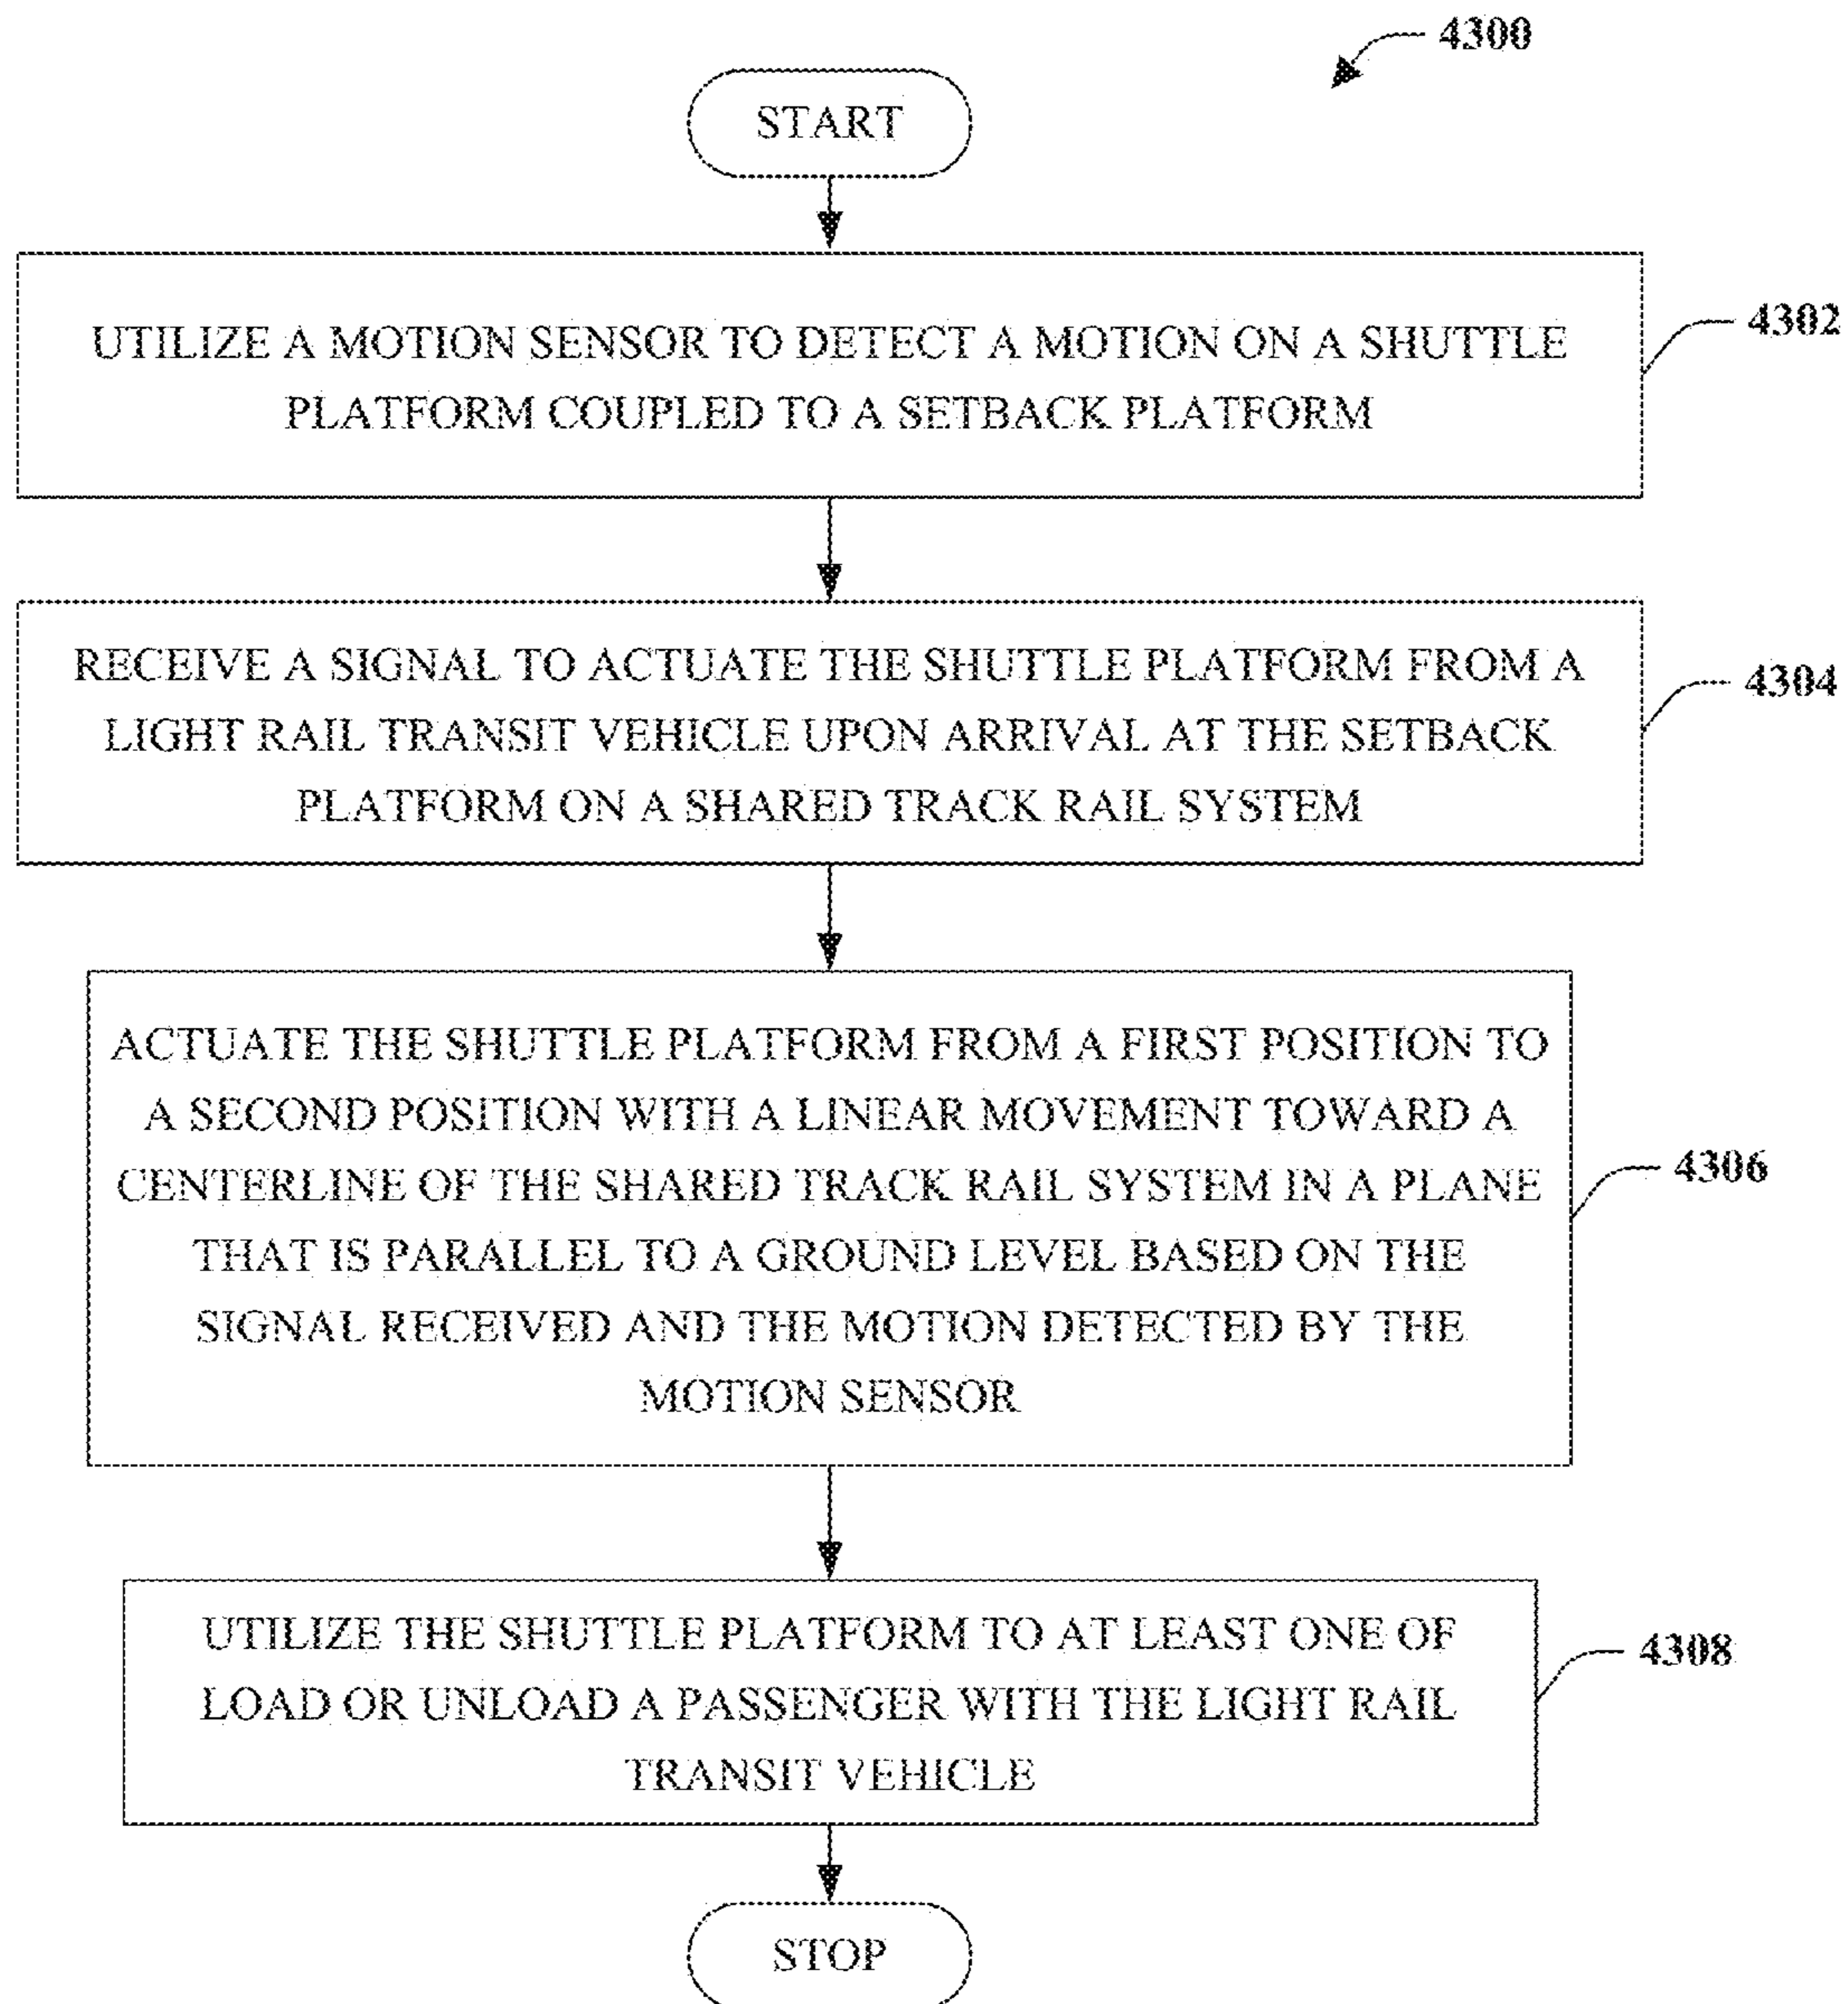 4300
START
UTILIZE A MOTION SENSOR TO DETECT A MOTION ON A SHUTTLE
PLATFORM COUPLED TO A SETBACK PLATFORM
4302
RECEIVE A SIGNAL TO ACTUATE THE SHUTTLE PLATFORM FROM A
LIGHT RAIL TRANSIT VEHICLE UPON ARRIVAL AT THE SETBACK
PLATFORM ON A SHARED TRACK RAIL SYSTEM
4304
ACTUATE THE SHUTTLE PLATFORM FROM A FIRST POSITION TO
A SECOND POSITION WITH A LINEAR MOVEMENT TOWARD A
CENTERLINE OF THE SHARED TRACK RAIL SYSTEM IN A PLANE
THAT IS PARALLEL TO A GROUND LEVEL BASED ON THE
SIGNAL RECEIVED AND THE MOTION DETECTED BY THE
MOTION SENSOR
4306
UTILIZE THE SHUTTLE PLATFORM TO AT LEAST ONE OF
LOAD OR UNLOAD A PASSENGER WITH THE LIGHT RAIL
TRANSIT VEHICLE
4308
STOP